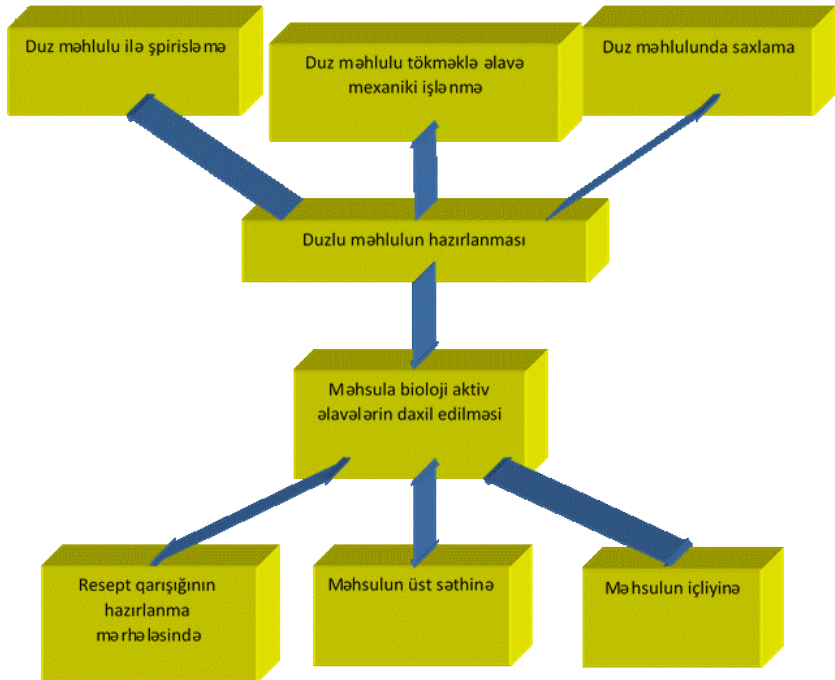 Duz məhlulu ilə şpirisləmə
Duz məhlulu tökməklə əlavə
mexaniki işlənmə
Duz məhlulunda saxlama
Duzlu məhlulun hazırlanması
Məhsula bioloji aktiv
əlavələrin daxil edilməsi
Resept qarışığının
hazırlanma
mərhələsində
Məhsulun üst səthinə
Məhsulun içliyinə